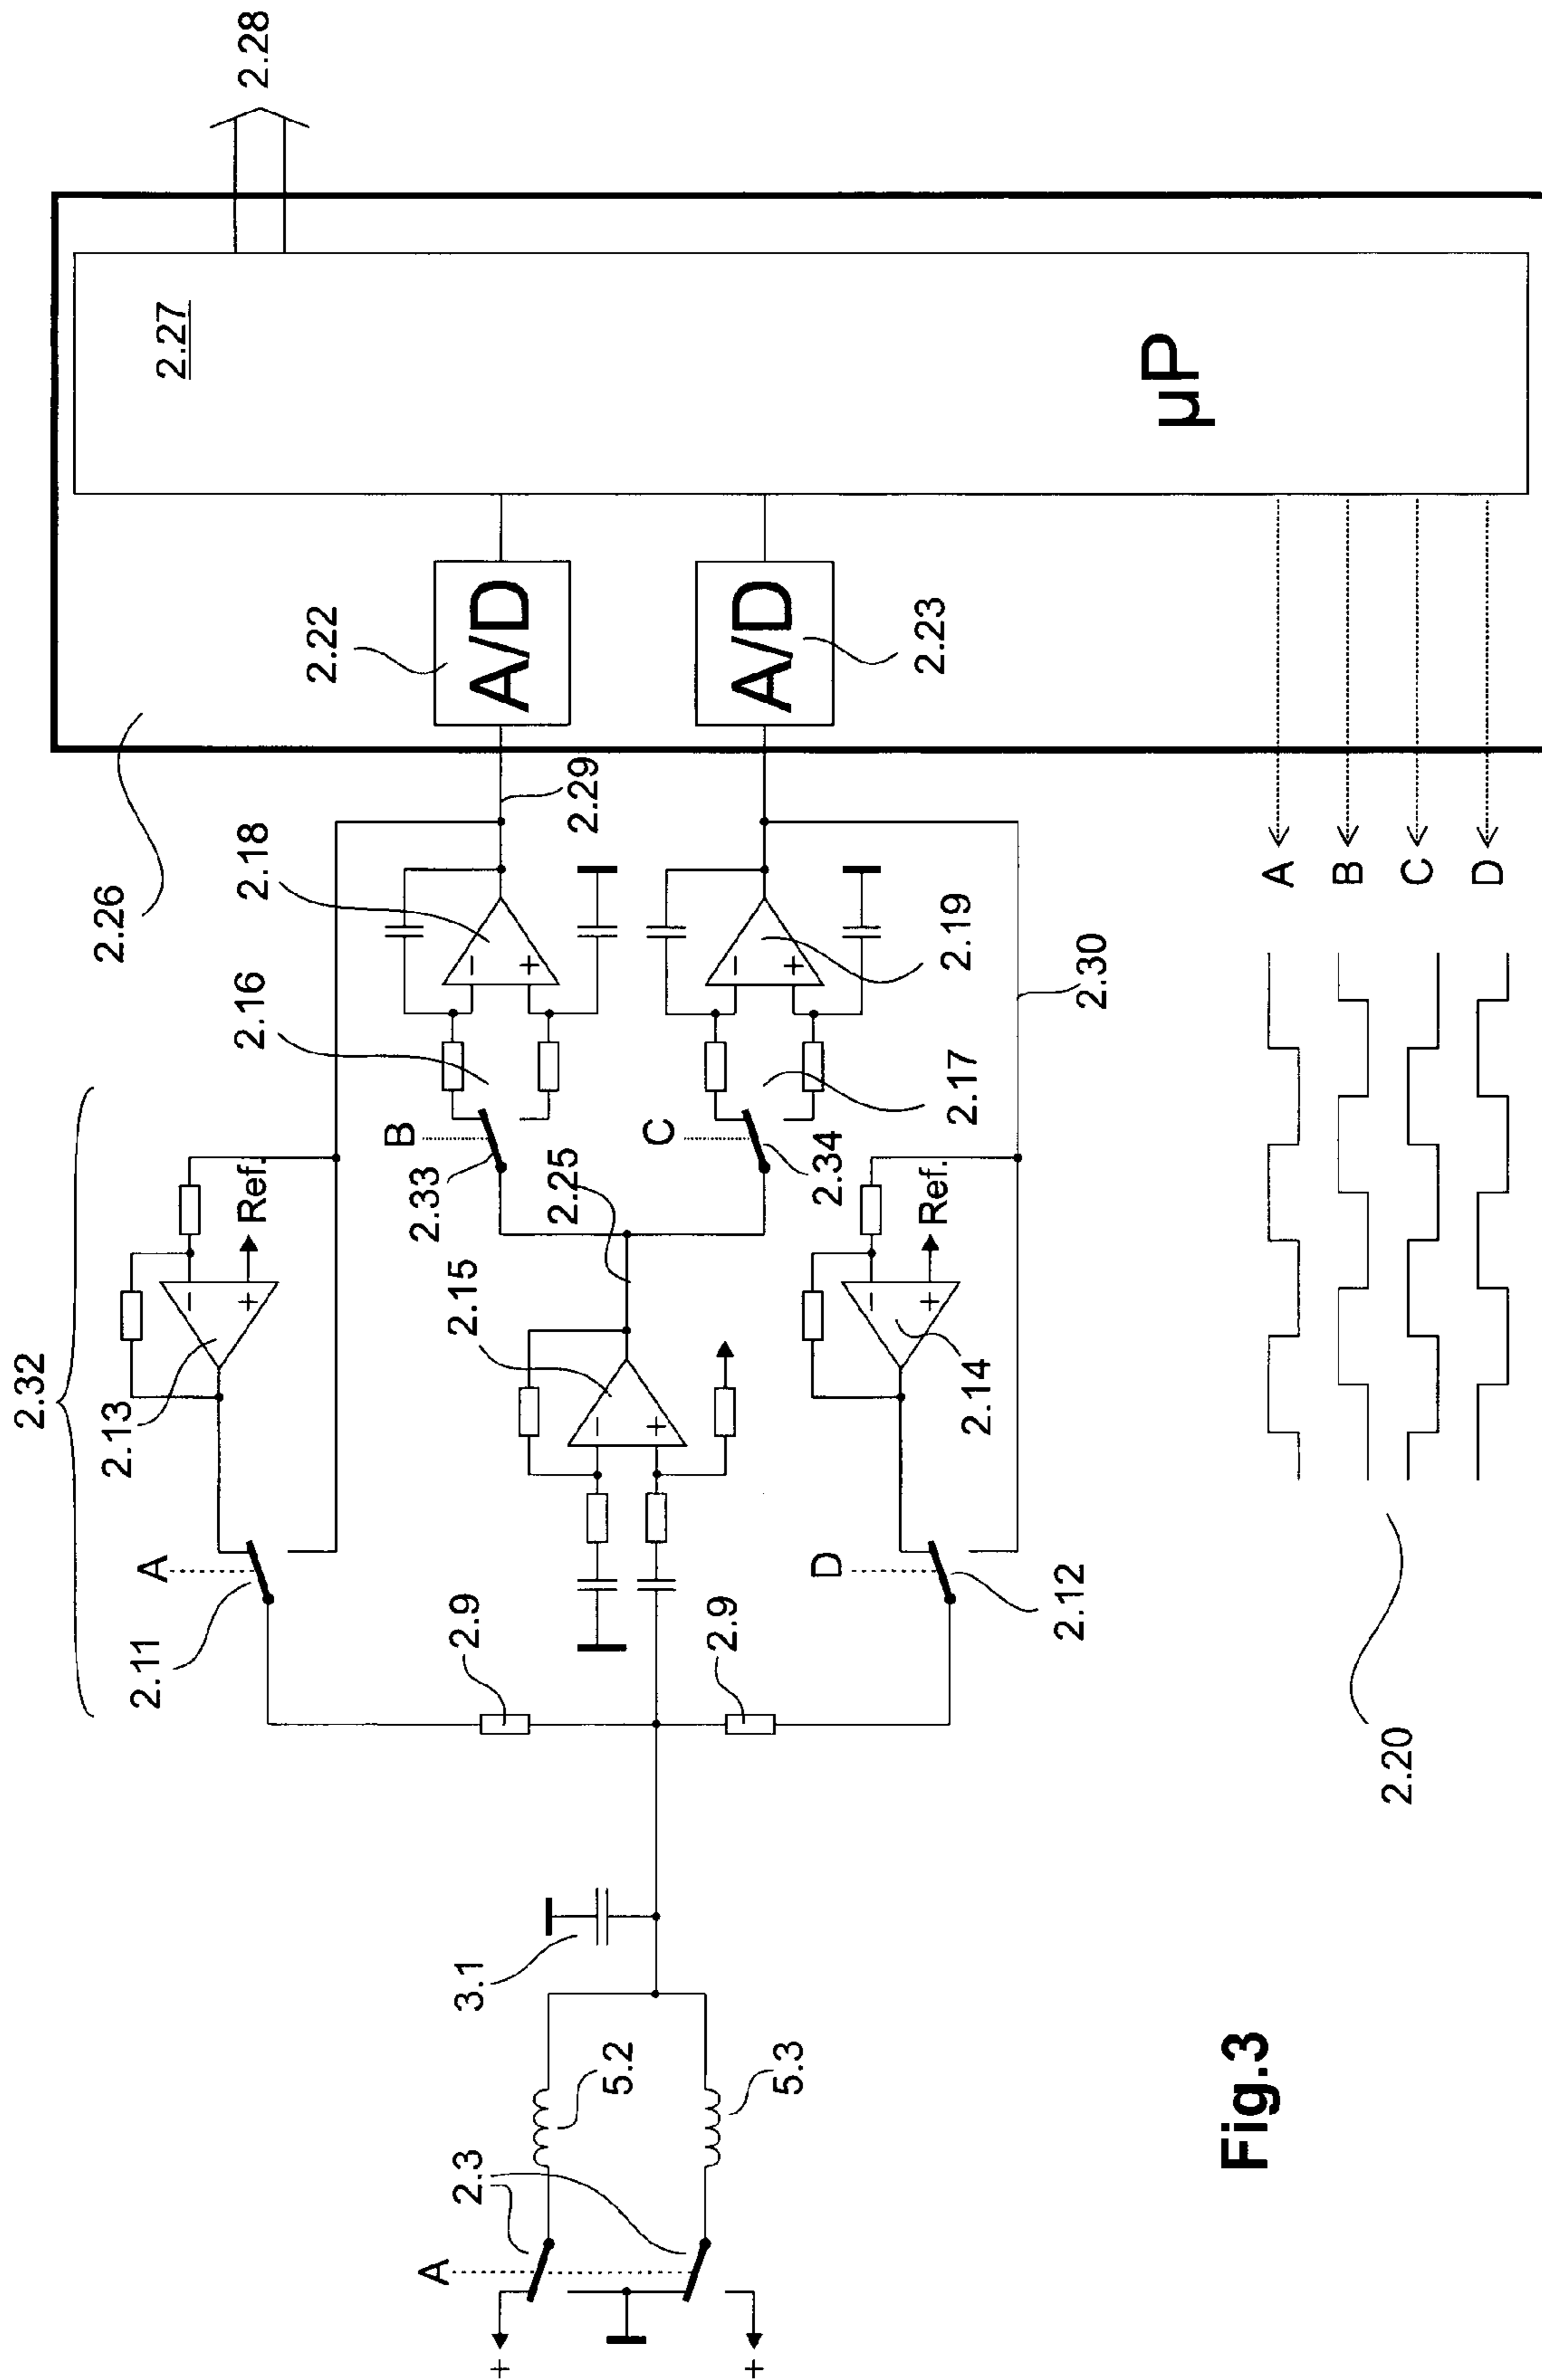 2.32
2.11
A
2.13
Ref.
2.26
2.28
2.27
2.22
A/D
2.18
2.29
2.16
B
2.33
2.25
2.15
2.9
2.9
3.1
5.2
5.3
2.3
A
+
+
−
+
−
+
−
+
−
+
−
+
C
2.34
2.17
2.19
A/D
2.23
µP
D
2.12
2.14
Ref.
2.30
A
B
C
D
2.20
Fig.3